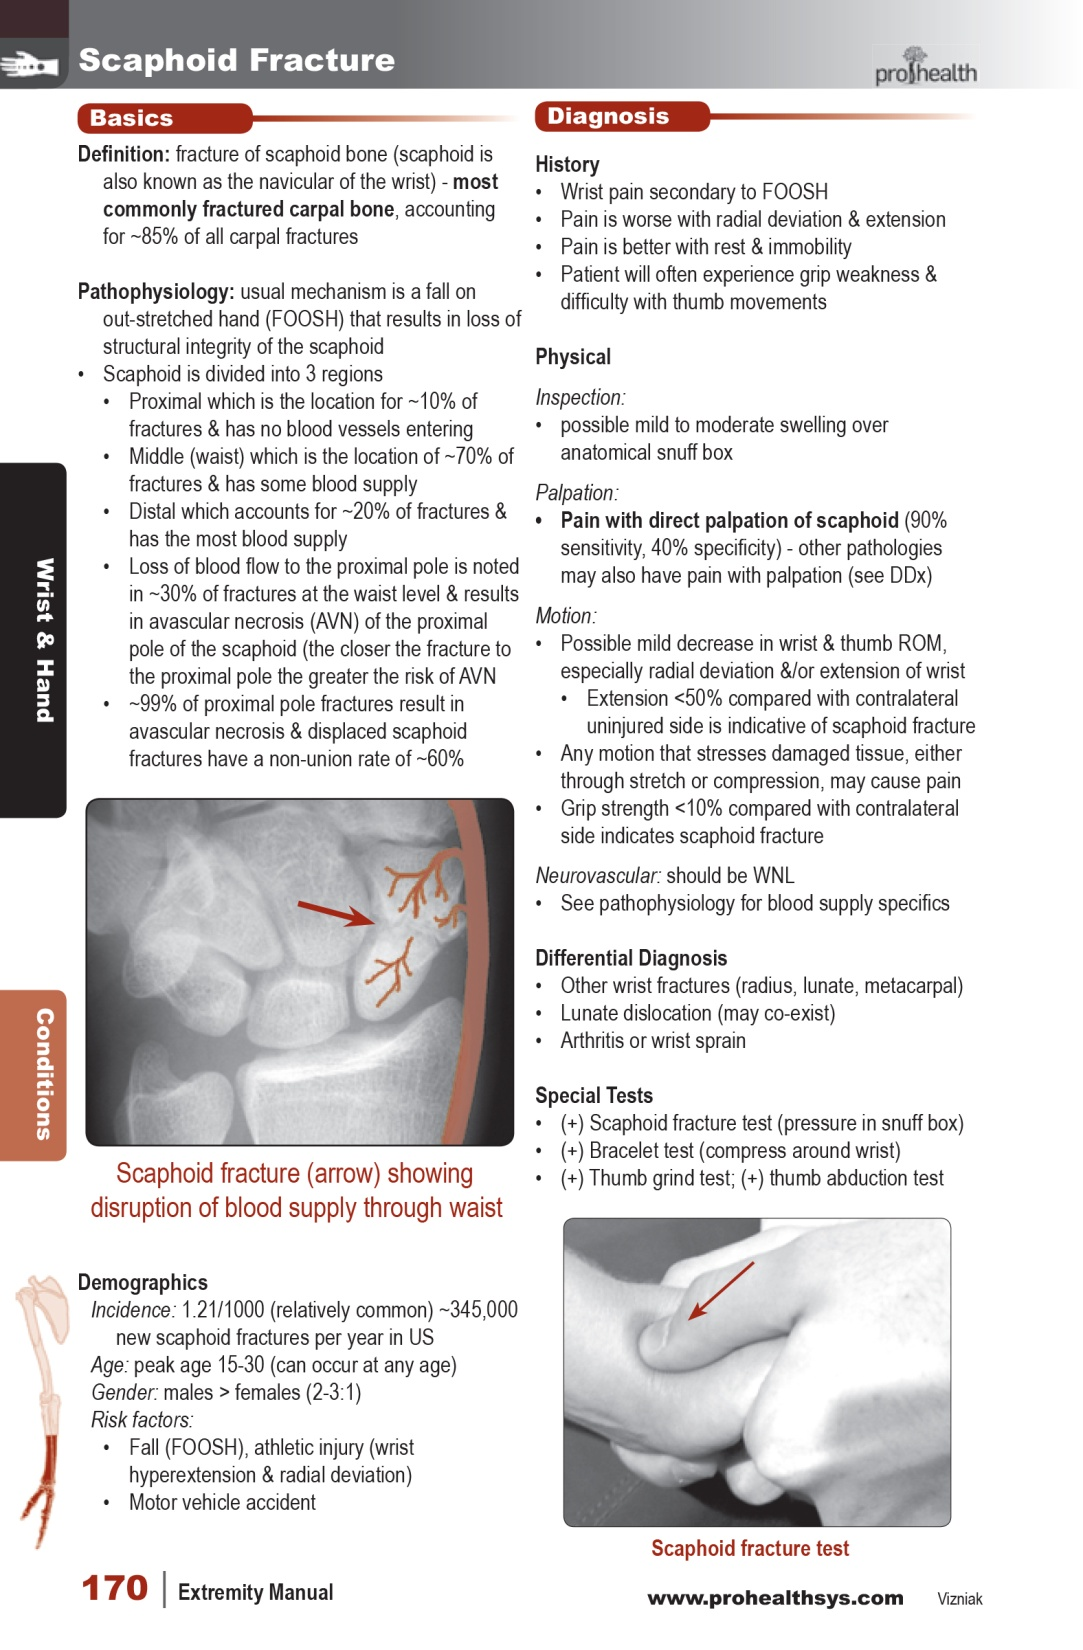 Scaphoid Fracture
prohealth
Basics
Definition: fracture of scaphoid bone (scaphoid is
also known as the navicular of the wrist) - most
commonly fractured carpal bone, accounting
for ~85% of all carpal fractures
Pathophysiology: usual mechanism is a fall on
out-stretched hand (FOOSH) that results in loss of
structural integrity of the scaphoid
• Scaphoid is divided into 3 regions
• Proximal which is the location for ~10% of
fractures & has no blood vessels entering
• Middle (waist) which is the location of ~70% of
fractures & has some blood supply
• Distal which accounts for ~20% of fractures &
has the most blood supply
• Loss of blood flow to the proximal pole is noted
in ~30% of fractures at the waist level & results
in avascular necrosis (AVN) of the proximal
pole of the scaphoid (the closer the fracture to
the proximal pole the greater the risk of AVN
• ~99% of proximal pole fractures result in
avascular necrosis & displaced scaphoid
fractures have a non-union rate of ~60%
Scaphoid fracture (arrow) showing
disruption of blood supply through waist
Demographics
Incidence: 1.21/1000 (relatively common) ~345,000
new scaphoid fractures per year in US
Age: peak age 15-30 (can occur at any age)
Gender: males > females (2-3:1)
Risk factors:
• Fall (FOOSH), athletic injury (wrist
hyperextension & radial deviation)
• Motor vehicle accident
Diagnosis
History
• Wrist pain secondary to FOOSH
• Pain is worse with radial deviation & extension
• Pain is better with rest & immobility
• Patient will often experience grip weakness &
difficulty with thumb movements
Physical
Inspection:
• possible mild to moderate swelling over
anatomical snuff box
Palpation:
• Pain with direct palpation of scaphoid (90%
sensitivity, 40% specificity) - other pathologies
may also have pain with palpation (see DDx)
Motion:
• Possible mild decrease in wrist & thumb ROM,
especially radial deviation &/or extension of wrist
• Extension <50% compared with contralateral
uninjured side is indicative of scaphoid fracture
• Any motion that stresses damaged tissue, either
through stretch or compression, may cause pain
• Grip strength <10% compared with contralateral
side indicates scaphoid fracture
Neurovascular: should be WNL
• See pathophysiology for blood supply specifics
Differential Diagnosis
• Other wrist fractures (radius, lunate, metacarpal)
• Lunate dislocation (may co-exist)
• Arthritis or wrist sprain
Special Tests
• (+) Scaphoid fracture test (pressure in snuff box)
• (+) Bracelet test (compress around wrist)
• (+) Thumb grind test; (+) thumb abduction test
Scaphoid fracture test
Wrist & Hand
Conditions
170 | Extremity Manual
www.prohealthsys.com Vizniak